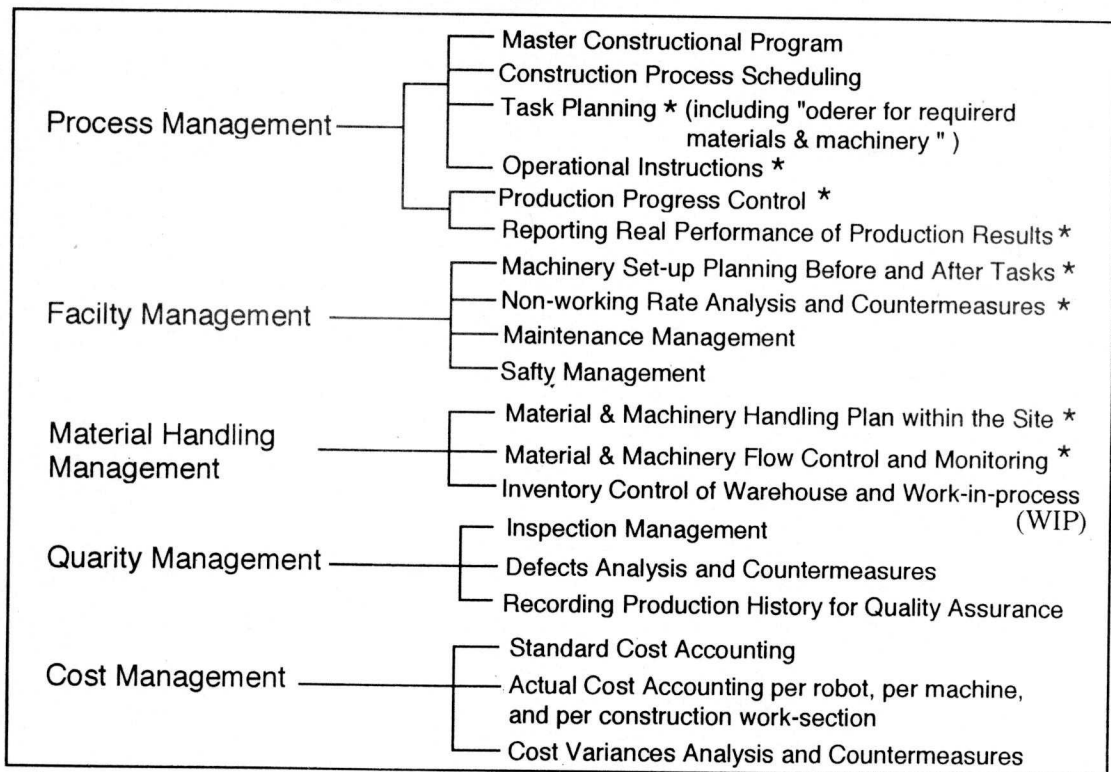 Master Constructional Program
Construction Process Scheduling
Process Management
Task Planning * (including "oderer for requirerd
materials & machinery " )
Operational Instructions *
Production Progress Control *
Reporting Real Performance of Production Results *
Machinery Set-up Planning Before and After Tasks *
Facilty Management
Non-working Rate Analysis and Countermeasures *
Maintenance Management
Safty Management
Material Handling
Management
Material & Machinery Handling Plan within the Site *
Material & Machinery Flow Control and Monitoring *
Inventory Control of Warehouse and Work-in-process
(WIP)
Quarity Management
Inspection Management
Defects Analysis and Countermeasures
Recording Production History for Quality Assurance
Cost Management
Standard Cost Accounting
Actual Cost Accounting per robot, per machine,
and per construction work-section
Cost Variances Analysis and Countermeasures